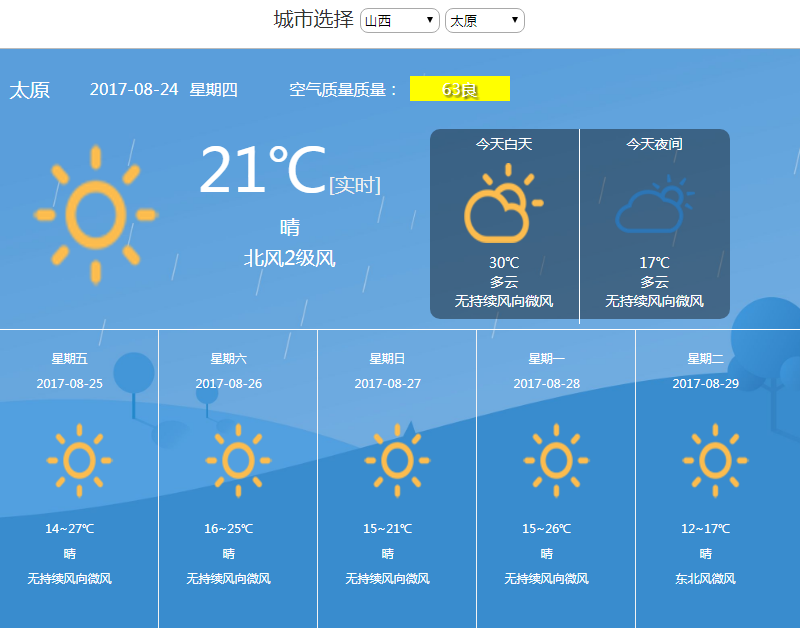 城市选择 山西 太原
太原 2017-08-24 星期四 空气质量质量： 63良
21℃[实时]
晴
北风2级风
今天白天
30℃
多云
无持续风向微风
今天夜间
17℃
多云
无持续风向微风
星期五
2017-08-25
14~27℃
晴
无持续风向微风
星期六
2017-08-26
16~25℃
晴
无持续风向微风
星期日
2017-08-27
15~21℃
晴
无持续风向微风
星期一
2017-08-28
15~26℃
晴
无持续风向微风
星期二
2017-08-29
12~17℃
晴
东北风微风